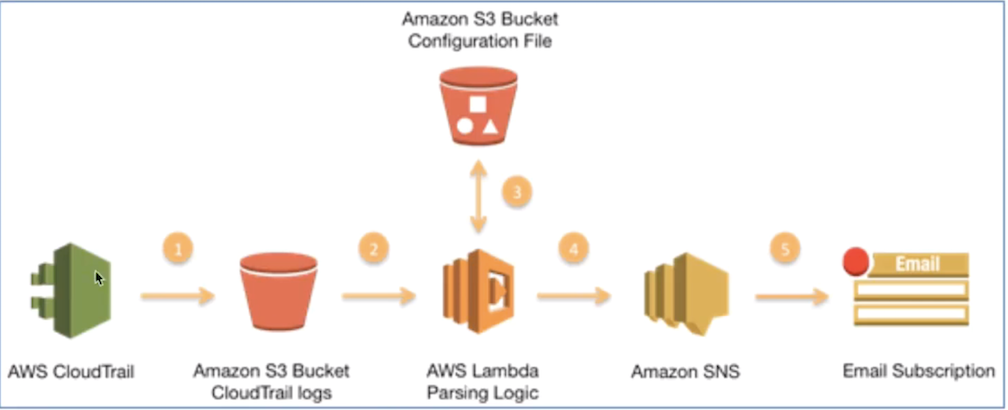 Amazon S3 Bucket
Configuration File
3
1
2
4
5
Email
AWS CloudTrail
Amazon S3 Bucket
CloudTrail logs
AWS Lambda
Parsing Logic
Amazon SNS
Email Subscription